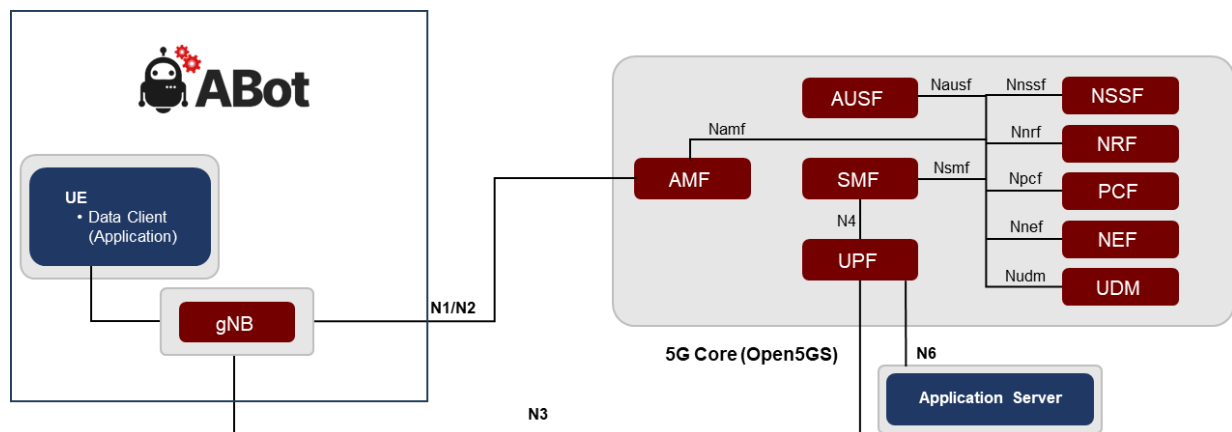 ABot
UE
• Data Client
(Application)
gNB
N1/N2
N3
AUSF
Nausf
Nnssf
NSSF
Namf
Nnrf
NRF
AMF
SMF
Nsmf
Npcf
PCF
N4
Nnef
NEF
UPF
Nudm
UDM
5G Core (Open5GS)
N6
Application Server